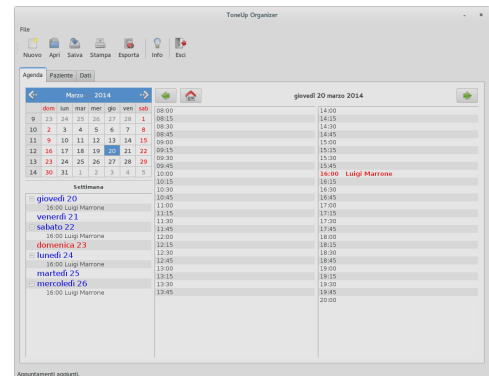 ToneUp Organizer
File
Nuovo Apri Salva Stampa Esporta Info Esci
Agenda Paziente Dati
Marzo 2014
giovedì 20 marzo 2014
dom lun mar mer gio ven sab
9 23 24 25 26 27 28 1
10 2 3 4 5 6 7 8
11 9 10 11 12 13 14 15
12 16 17 18 19 20 21 22
13 23 24 25 26 27 28 29
14 30 31 1 2 3 4 5
Settimana
giovedì 20
16:00 Luigi Marrone
venerdì 21
sabato 22
16:00 Luigi Marrone
domenica 23
lunedì 24
16:00 Luigi Marrone
martedì 25
mercoledì 26
16:00 Luigi Marrone
08:00
08:15
08:30
08:45
09:00
09:15
09:30
09:45
10:00
10:15
10:30
10:45
11:00
11:15
11:30
11:45
12:00
12:15
12:30
12:45
13:00
13:15
13:30
13:45
14:00
14:15
14:30
14:45
15:00
15:15
15:30
15:45
16:00 Luigi Marrone
16:15
16:30
16:45
17:00
17:15
17:30
17:45
18:00
18:15
18:30
18:45
19:00
19:15
19:30
19:45
20:00
Appuntamenti aggiunti.